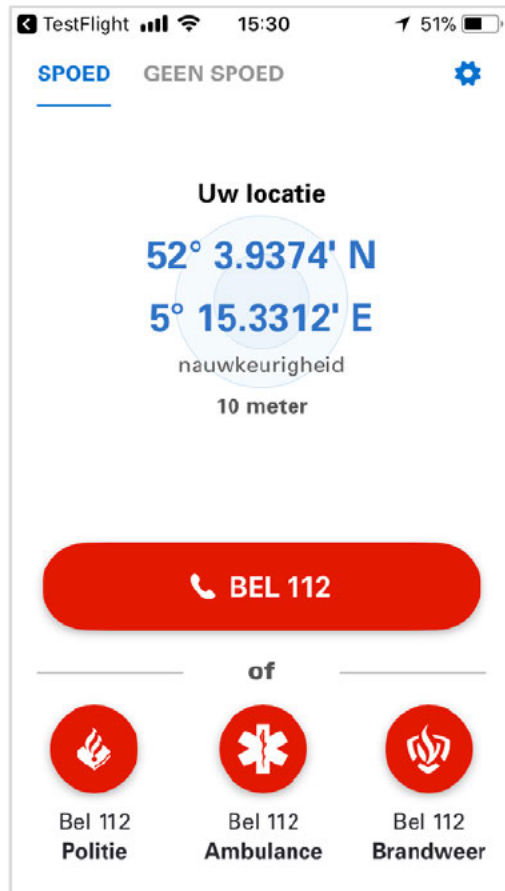 TestFlight 15:30 51%
SPOED GEEN SPOED
Uw locatie
52° 3.9374' N
5° 15.3312' E
nauwkeurigheid
10 meter
BEL 112
of
Bel 112 Bel 112 Bel 112
Politie Ambulance Brandweer